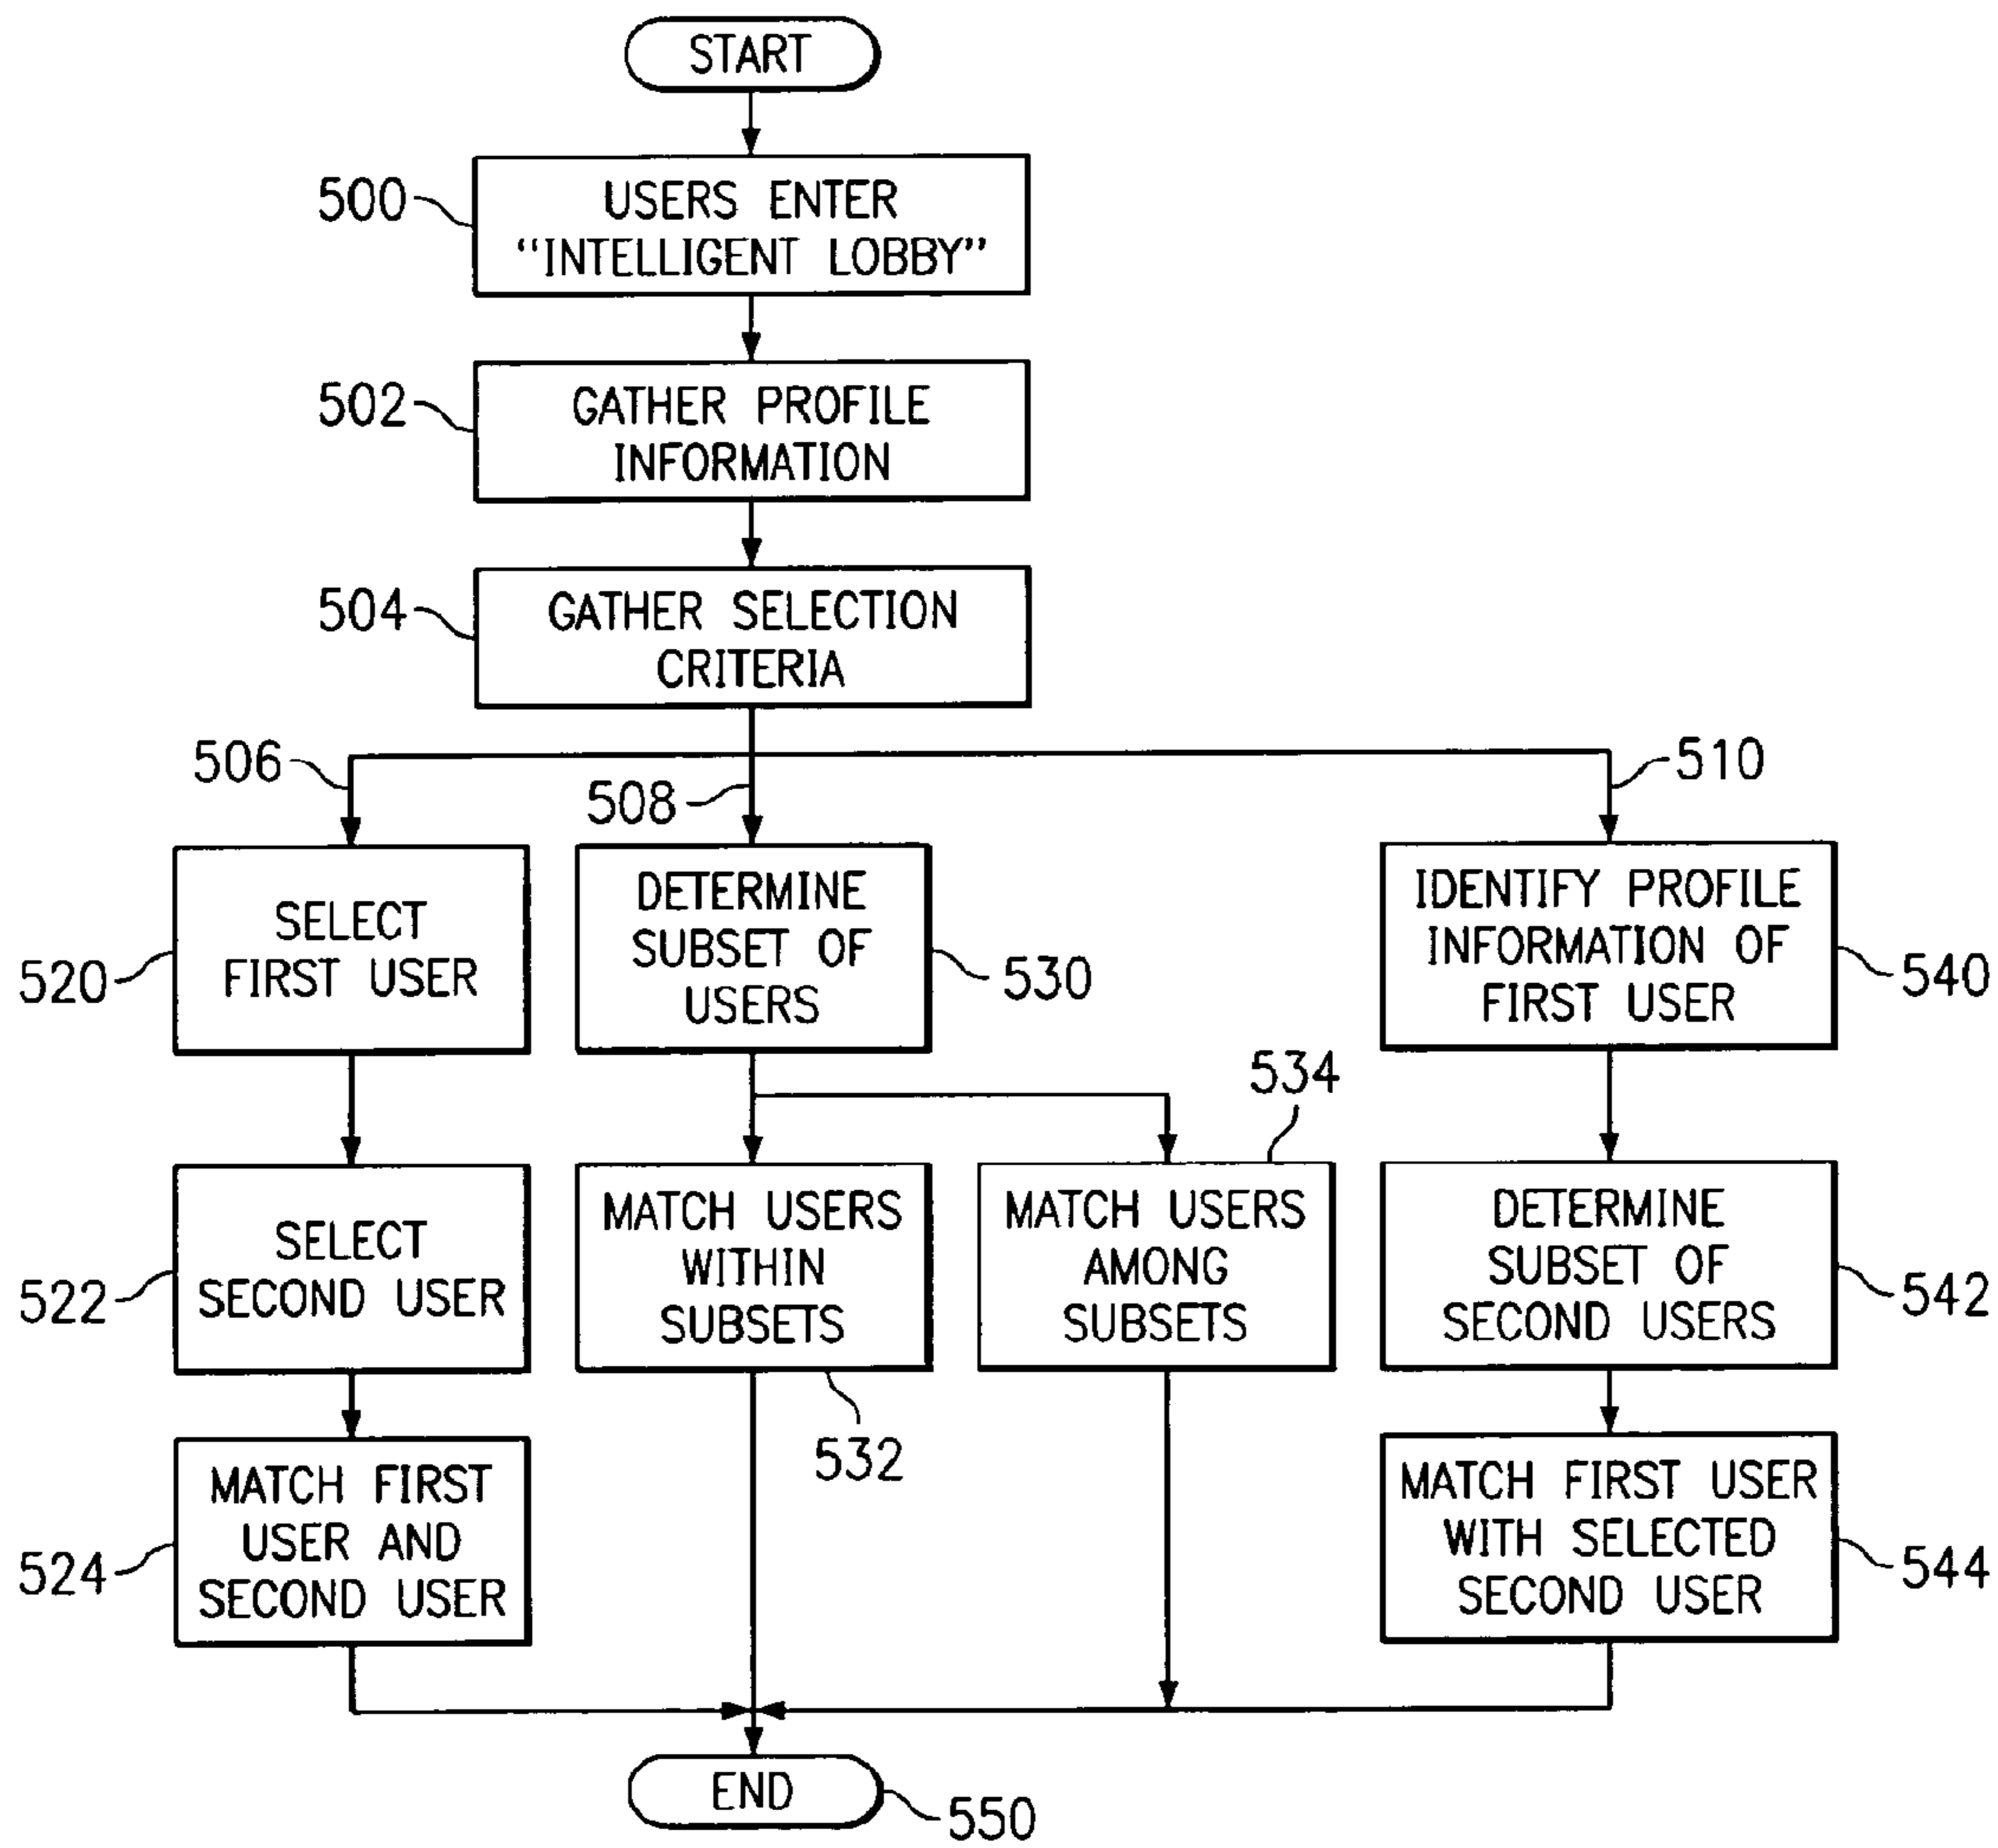 START
500
USERS ENTER
“INTELLIGENT LOBBY”
502
GATHER PROFILE
INFORMATION
504
GATHER SELECTION
CRITERIA
506
508
510
520
SELECT
FIRST USER
DETERMINE
SUBSET OF
USERS
530
IDENTIFY PROFILE
INFORMATION OF
FIRST USER
540
534
522
SELECT
SECOND USER
MATCH USERS
WITHIN
SUBSETS
532
MATCH USERS
AMONG
SUBSETS
DETERMINE
SUBSET OF
SECOND USERS
542
524
MATCH FIRST
USER AND
SECOND USER
MATCH FIRST USER
WITH SELECTED
SECOND USER
544
END
550